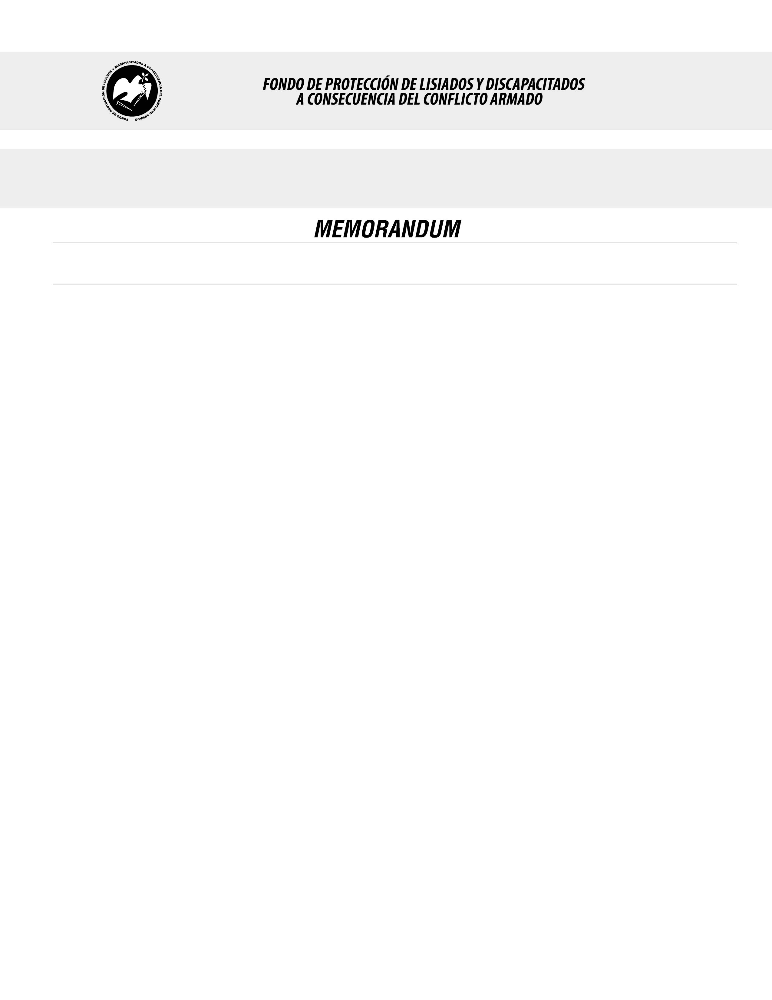 FONDO DE PROTECCION DE LISIADOS Y DISCAPACITADOS A CONSECUENCIA DEL CONFLICTO ARMADO
FONDO DE PROTECCIÓN DE LISIADOS Y DISCAPACITADOS
A CONSECUENCIA DEL CONFLICTO ARMADO
MEMORANDUM